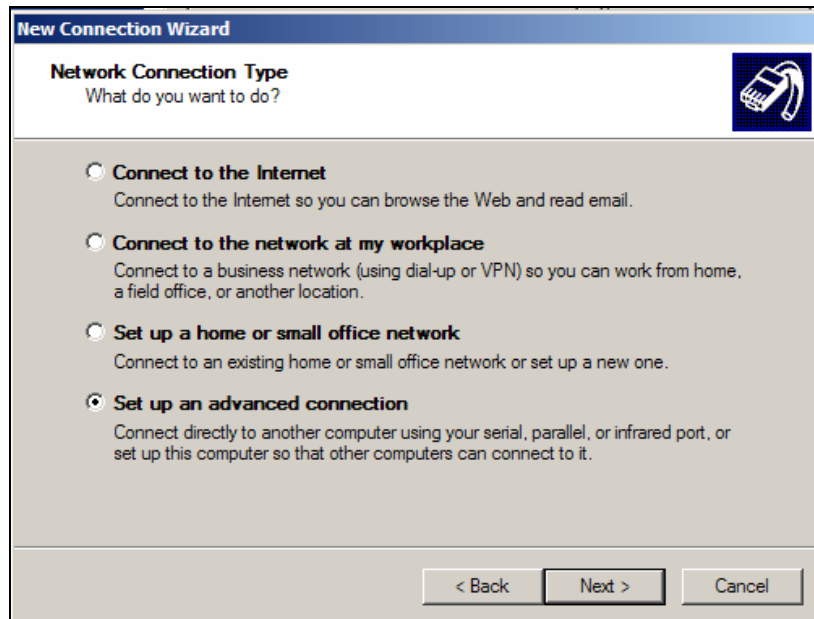 New Connection Wizard
Network Connection Type
What do you want to do?
Connect to the Internet
Connect to the Internet so you can browse the Web and read email.
Connect to the network at my workplace
Connect to a business network (using dial-up or VPN) so you can work from home,
a field office, or another location.
Set up a home or small office network
Connect to an existing home or small office network or set up a new one.
Set up an advanced connection
Connect directly to another computer using your serial, parallel, or infrared port, or
set up this computer so that other computers can connect to it.
< Back
Next >
Cancel